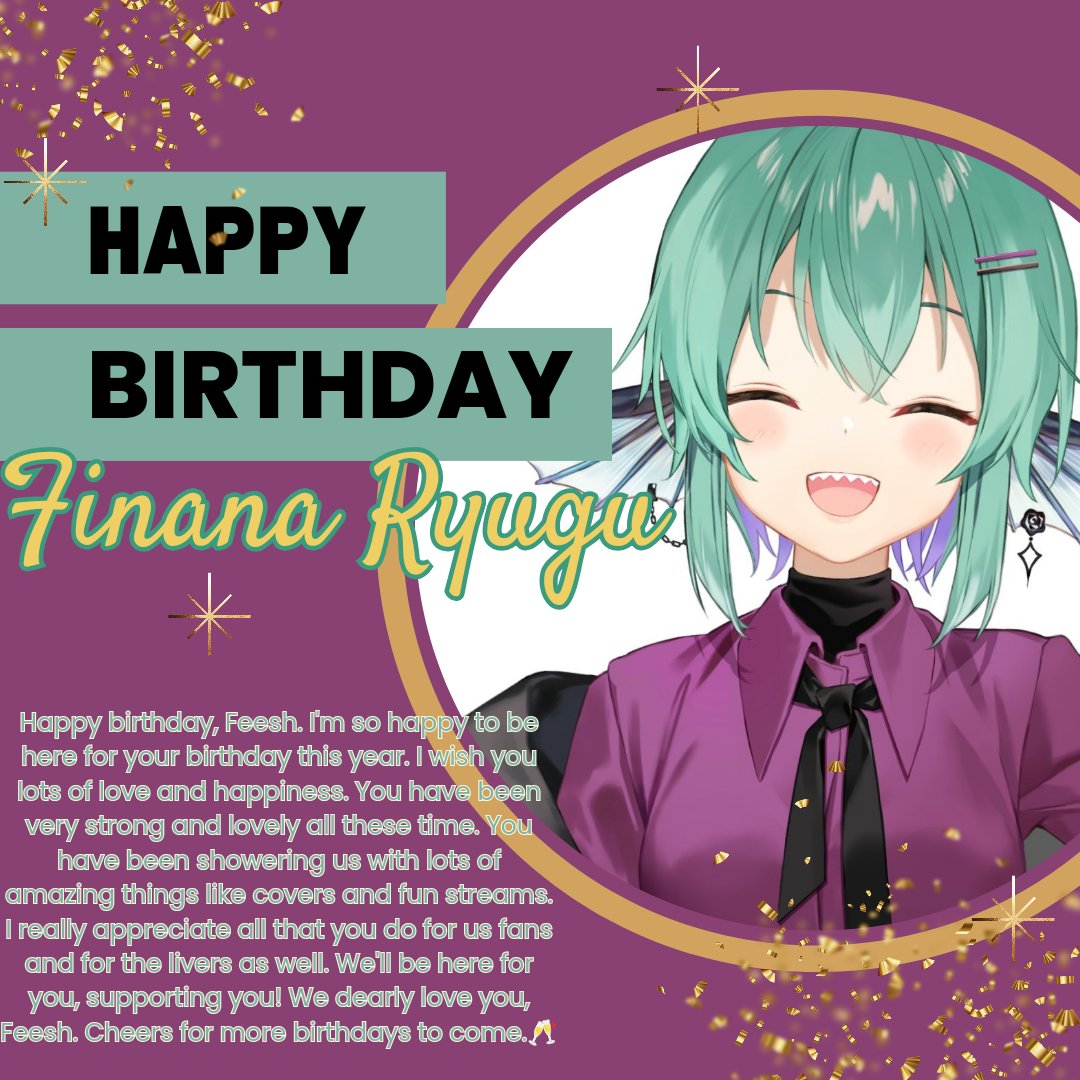 HAPPY
BIRTHDAY
Finana Ryugu
Happy birthday, Feesh. I'm so happy to be
here for your birthday this year. I wish you
lots of love and happiness. You have been
very strong and lovely all these time. You
have been showering us with lots of
amazing things like covers and fun streams.
I really appreciate all that you do for us fans
and for the livers as well. We'll be here for
you, supporting you! We dearly love you,
Feesh. Cheers for more birthdays to come.🥂